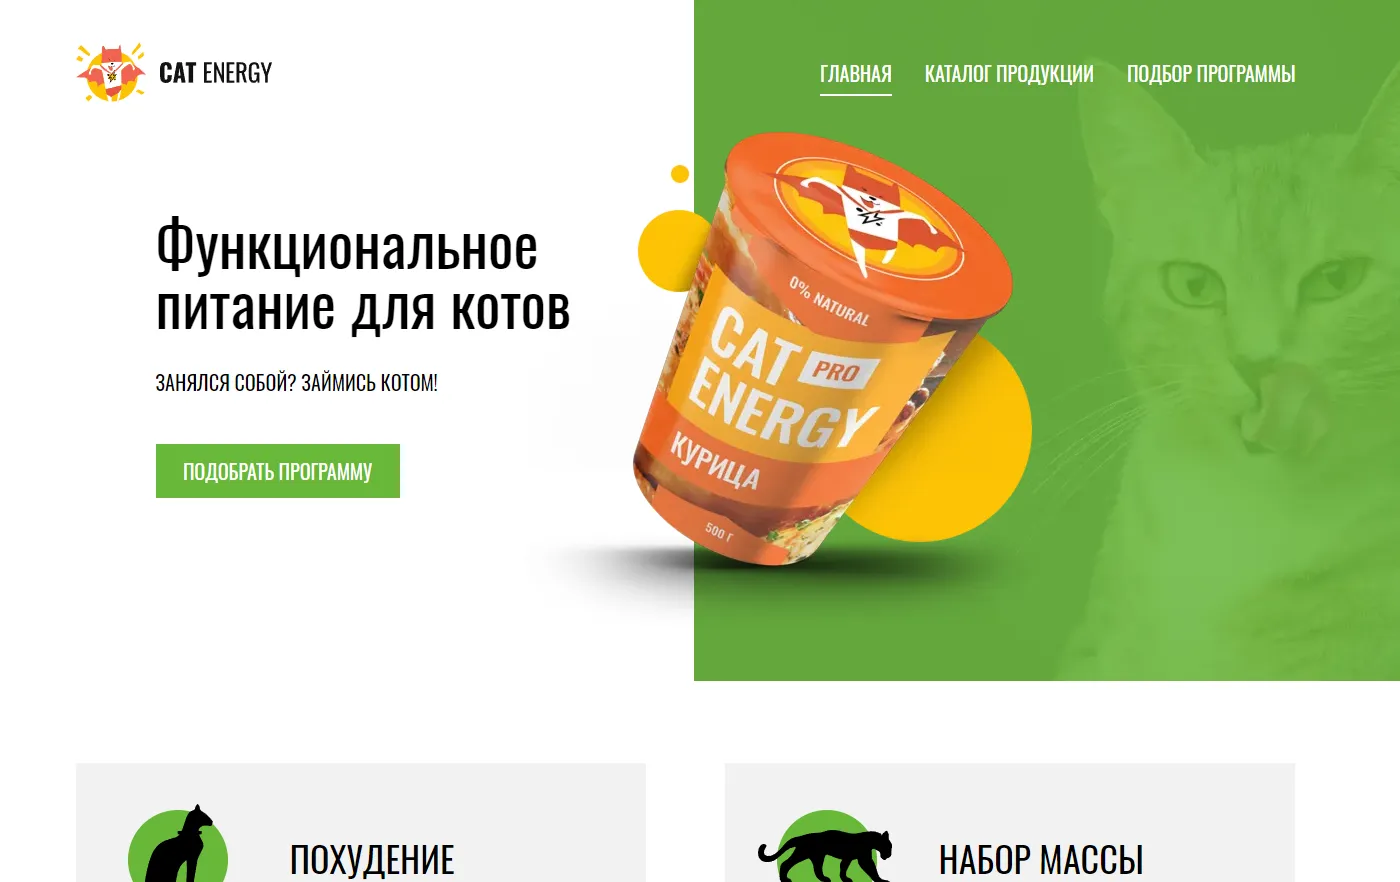 CAT ENERGY
ГЛАВНАЯ КАТАЛОГ ПРОДУКЦИИ ПОДБОР ПРОГРАММЫ
Функциональное
питание для котов
ЗАНЯЛСЯ СОБОЙ? ЗАЙМИСЬ КОТОМ!
ПОДОБРАТЬ ПРОГРАММУ
0% NATURAL
CAT PRO
ENERGY
КУРИЦА
500 Г
ПОХУДЕНИЕ
НАБОР МАССЫ